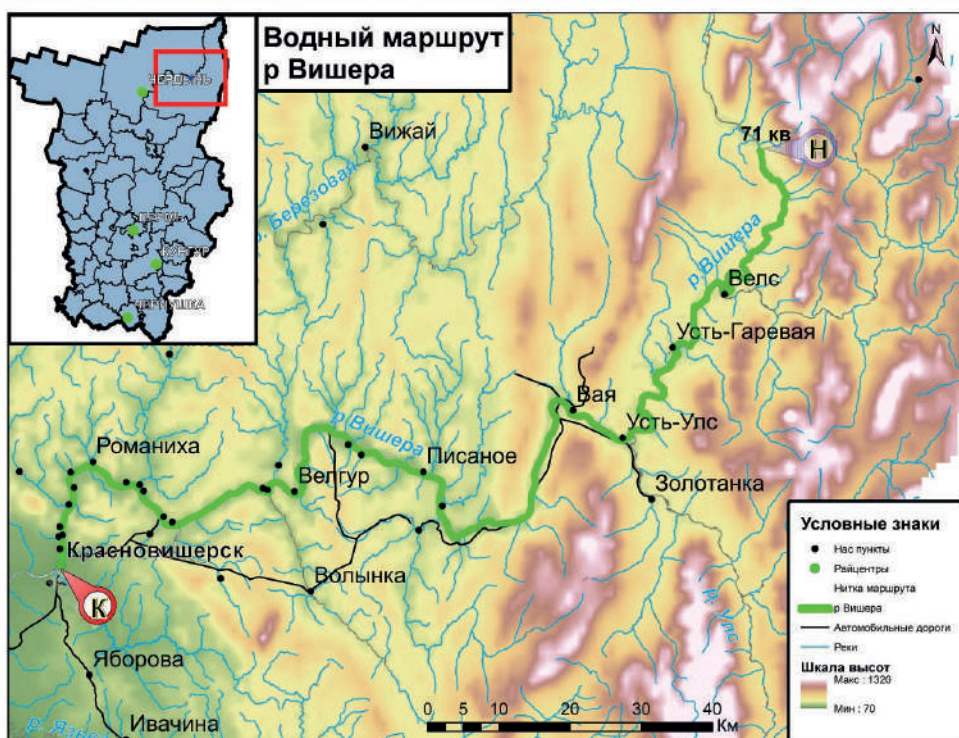 Водный маршрут
р Вишера
N
ЧЕРДЫНЬ
ПЕРМЬ
КУНГУР
ЧЕРНУШКА
Вижай
71 кв
Н
р. Березовая
р.Вишера
Велс
Усть-Гаревая
Вая
Усть-Улс
Романиха
р.Вишера
Писаное
Велгур
Золотанка
Красновишерск
К
Волынка
р. Улс
Яборова
Ивачина
0 5 10 20 30 40
Км
Условные знаки
Нас пункты
Райцентры
Нитка маршрута
р Вишера
Автомобильные дороги
Реки
Шкала высот
Макс : 1320
Мин : 70